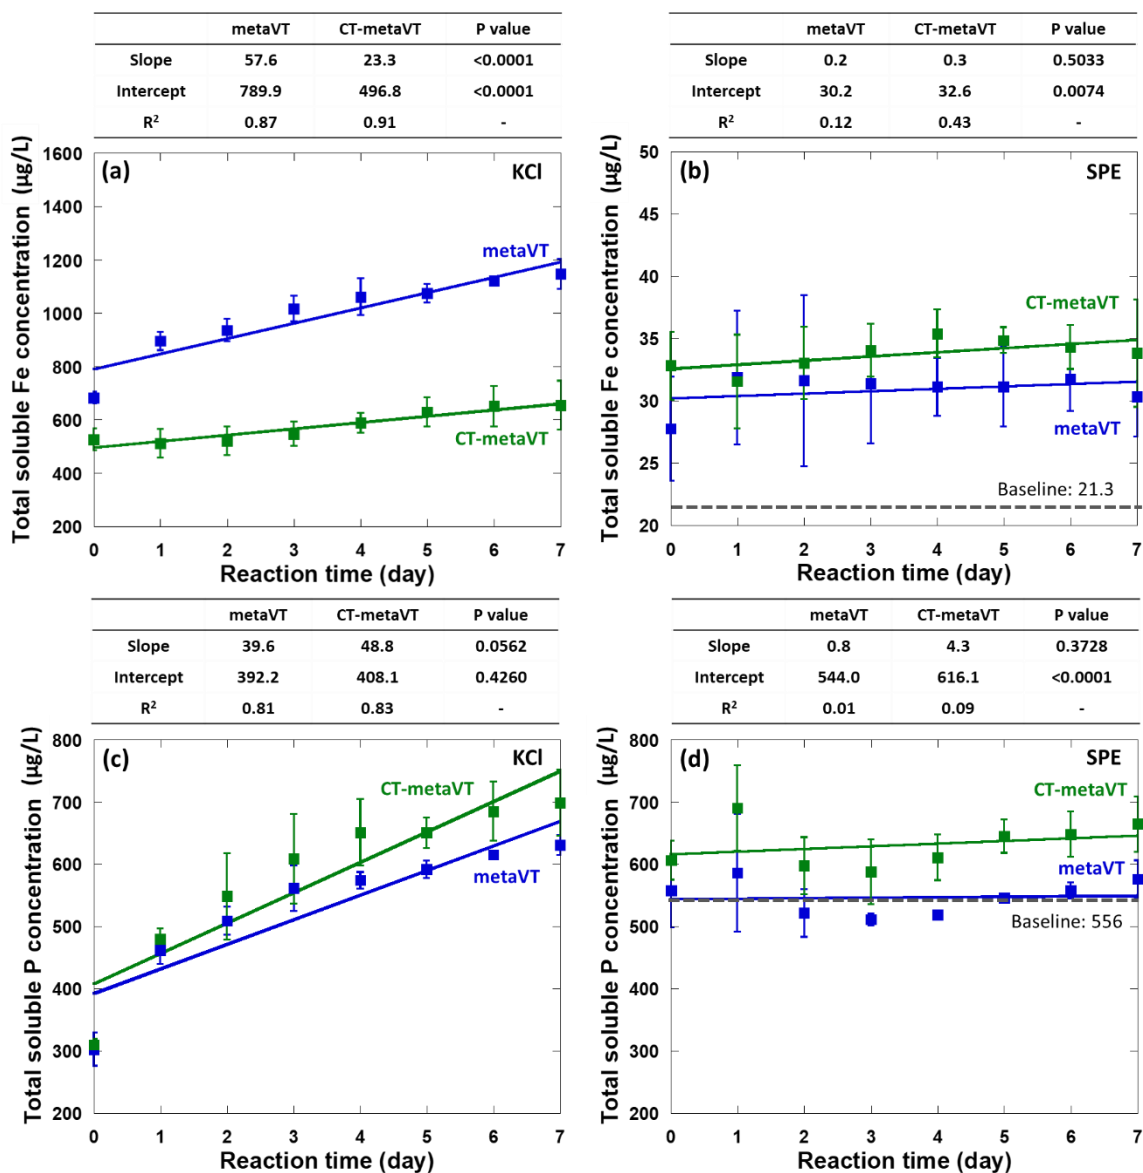 metaVT CT-metaVT P value
Slope 57.6 23.3 <0.0001
Intercept 789.9 496.8 <0.0001
R² 0.87 0.91 -
Total soluble Fe concentration (µg/L)
(a)
KCl
1600
1400
1200
1000
800
600
400
200
metaVT
CT-metaVT
0 1 2 3 4 5 6 7
Reaction time (day)
metaVT CT-metaVT P value
Slope 0.2 0.3 0.5033
Intercept 30.2 32.6 0.0074
R² 0.12 0.43 -
Total soluble Fe concentration (µg/L)
(b)
SPE
50
45
40
35
30
25
20
CT-metaVT
metaVT
Baseline: 21.3
0 1 2 3 4 5 6 7
Reaction time (day)
metaVT CT-metaVT P value
Slope 39.6 48.8 0.0562
Intercept 392.2 408.1 0.4260
R² 0.81 0.83 -
Total soluble P concentration (µg/L)
(c)
KCl
800
700
600
500
400
300
200
CT-metaVT
metaVT
0 1 2 3 4 5 6 7
Reaction time (day)
metaVT CT-metaVT P value
Slope 0.8 4.3 0.3728
Intercept 544.0 616.1 <0.0001
R² 0.01 0.09 -
Total soluble P concentration (µg/L)
(d)
SPE
800
700
600
500
400
300
200
CT-metaVT
metaVT
Baseline: 556
0 1 2 3 4 5 6 7
Reaction time (day)